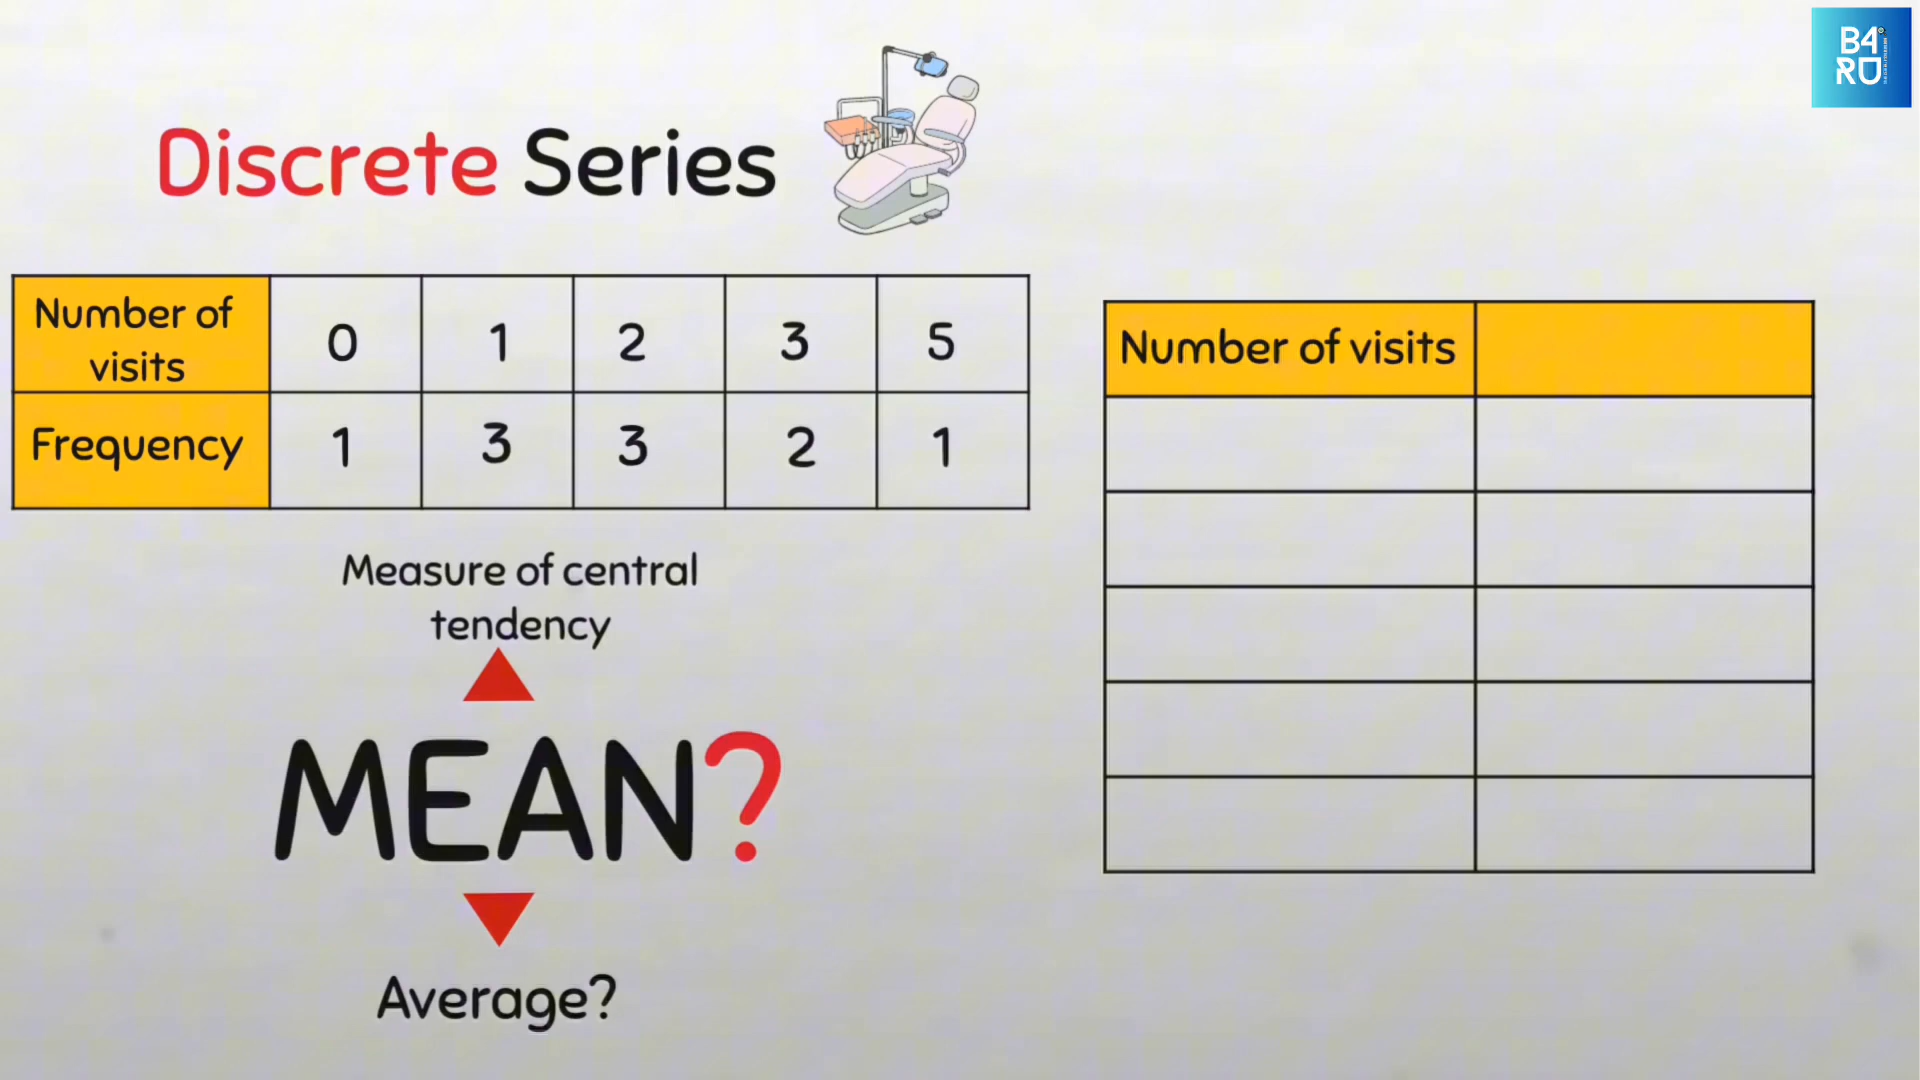 B4
RU
Discrete Series
Number of visits 0 1 2 3 5
Frequency 1 3 3 2 1
Measure of central
tendency
MEAN?
Average?
Number of visits